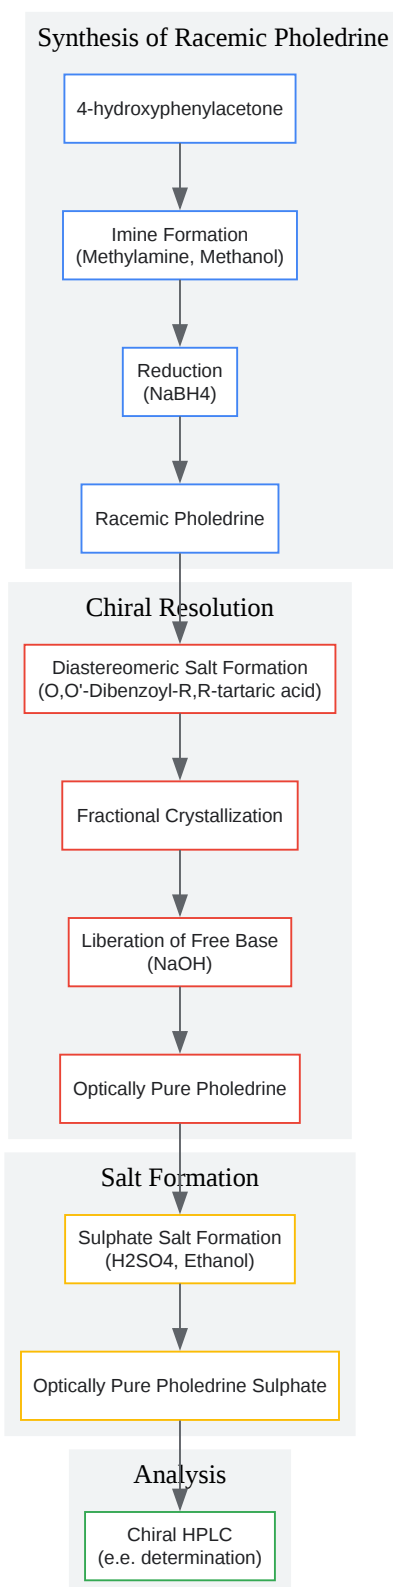 Synthesis of Racemic Pholedrine
4-hydroxyphenylacetone
Imine Formation
(Methylamine, Methanol)
Reduction
(NaBH4)
Racemic Pholedrine
Chiral Resolution
Diastereomeric Salt Formation
(O,O'-Dibenzoyl-R,R-tartaric acid)
Fractional Crystallization
Liberation of Free Base
(NaOH)
Optically Pure Pholedrine
Salt Formation
Sulphate Salt Formation
(H2SO4, Ethanol)
Optically Pure Pholedrine Sulphate
Analysis
Chiral HPLC
(e.e. determination)